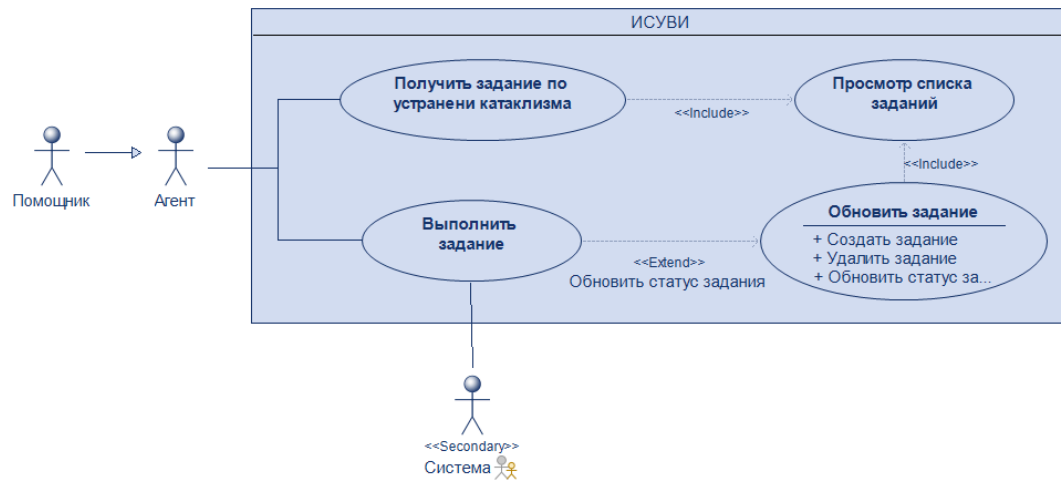 ИСУВИ
Получить задание по
устранени катаклизма
<<Include>>
Просмотр списка
заданий
<<Include>>
Помощник
Агент
Выполнить
задание
<<Extend>>
Обновить статус задания
Обновить задание
+ Создать задание
+ Удалить задание
+ Обновить статус за...
<<Secondary>>
Система